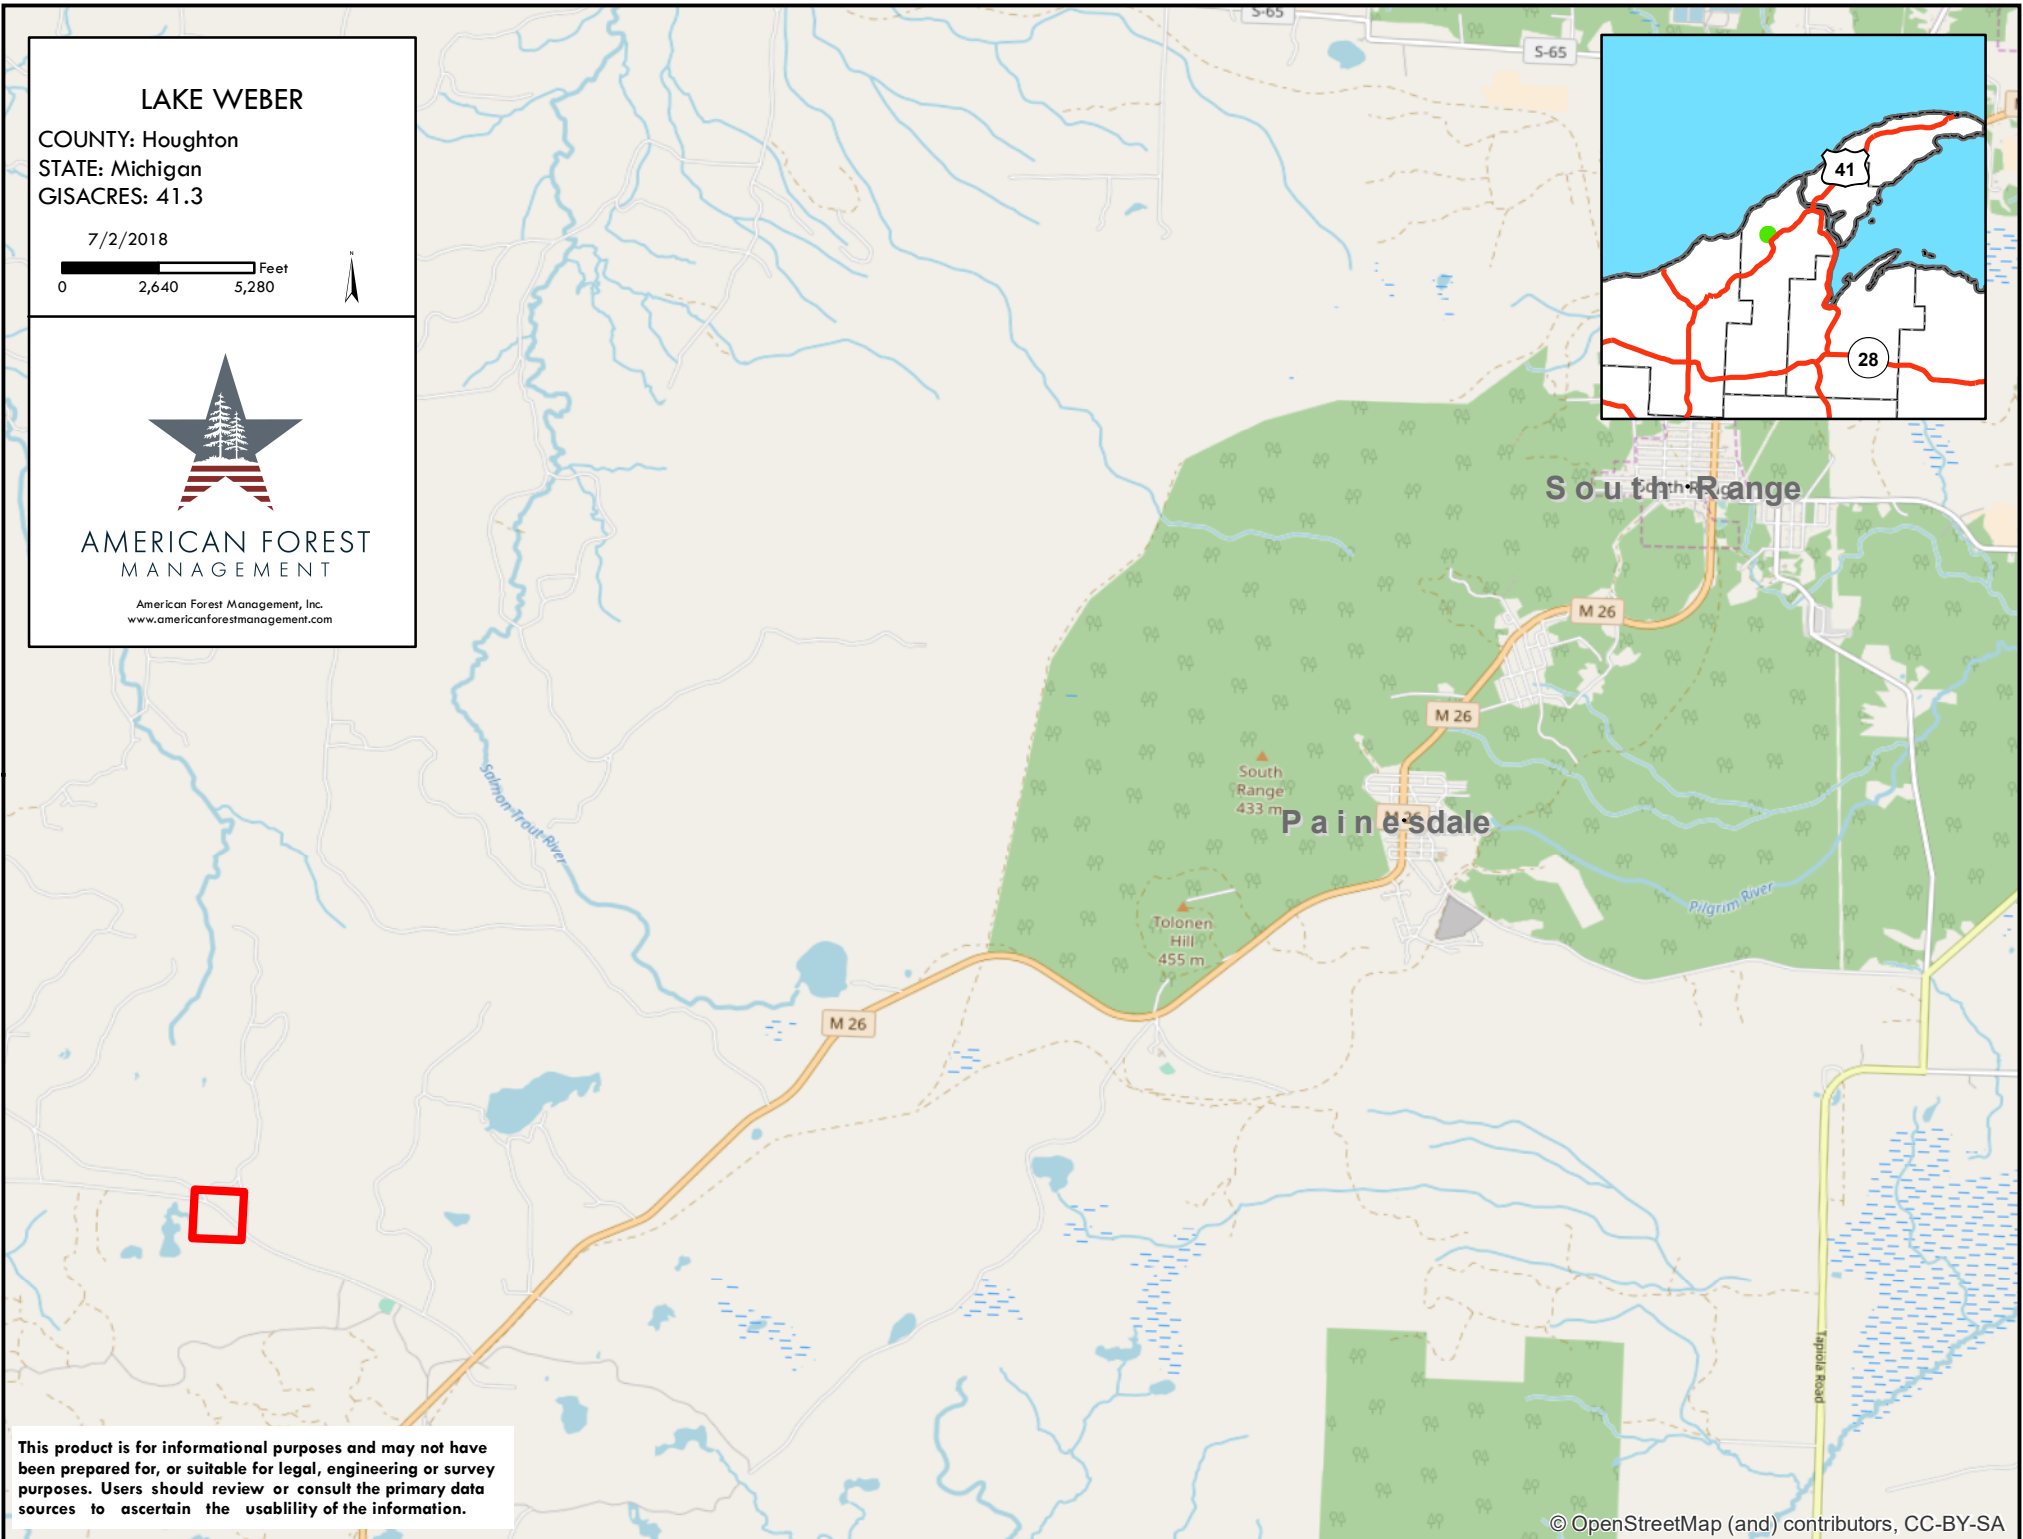 LAKE WEBER
COUNTY: Houghton
STATE: Michigan
GISACRES: 41.3
7/2/2018
Feet
0 2,640 5,280
N
AMERICAN FOREST
MANAGEMENT
American Forest Management, Inc.
www.americanforestmanagement.com
S-65
S-65
41
28
South Range
South Range
M 26
M 26
South
Range
433 m
M 26
Painesdale
Salmon Trout River
Pilgrim River
Tolonen
Hill
455 m
M 26
Tapiola Road
This product is for informational purposes and may not have
been prepared for, or suitable for legal, engineering or survey
purposes. Users should review or consult the primary data
sources to ascertain the usablility of the information.
© OpenStreetMap (and) contributors, CC-BY-SA